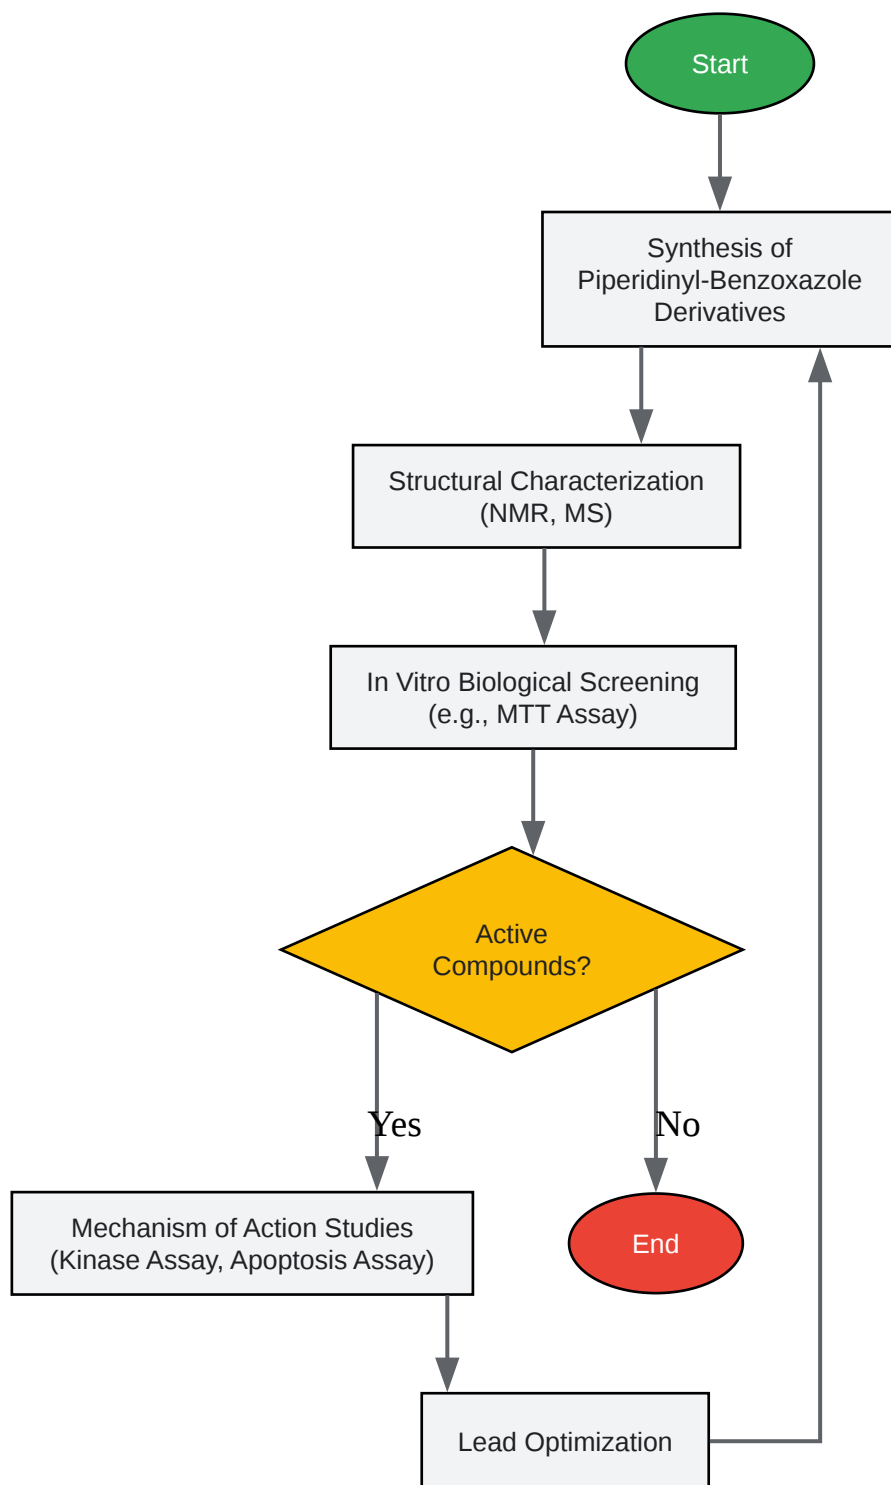 Start
Synthesis of
Piperidinyl-Benzoxazole
Derivatives
Structural Characterization
(NMR, MS)
In Vitro Biological Screening
(e.g., MTT Assay)
Active
Compounds?
Yes
No
Mechanism of Action Studies
(Kinase Assay, Apoptosis Assay)
End
Lead Optimization